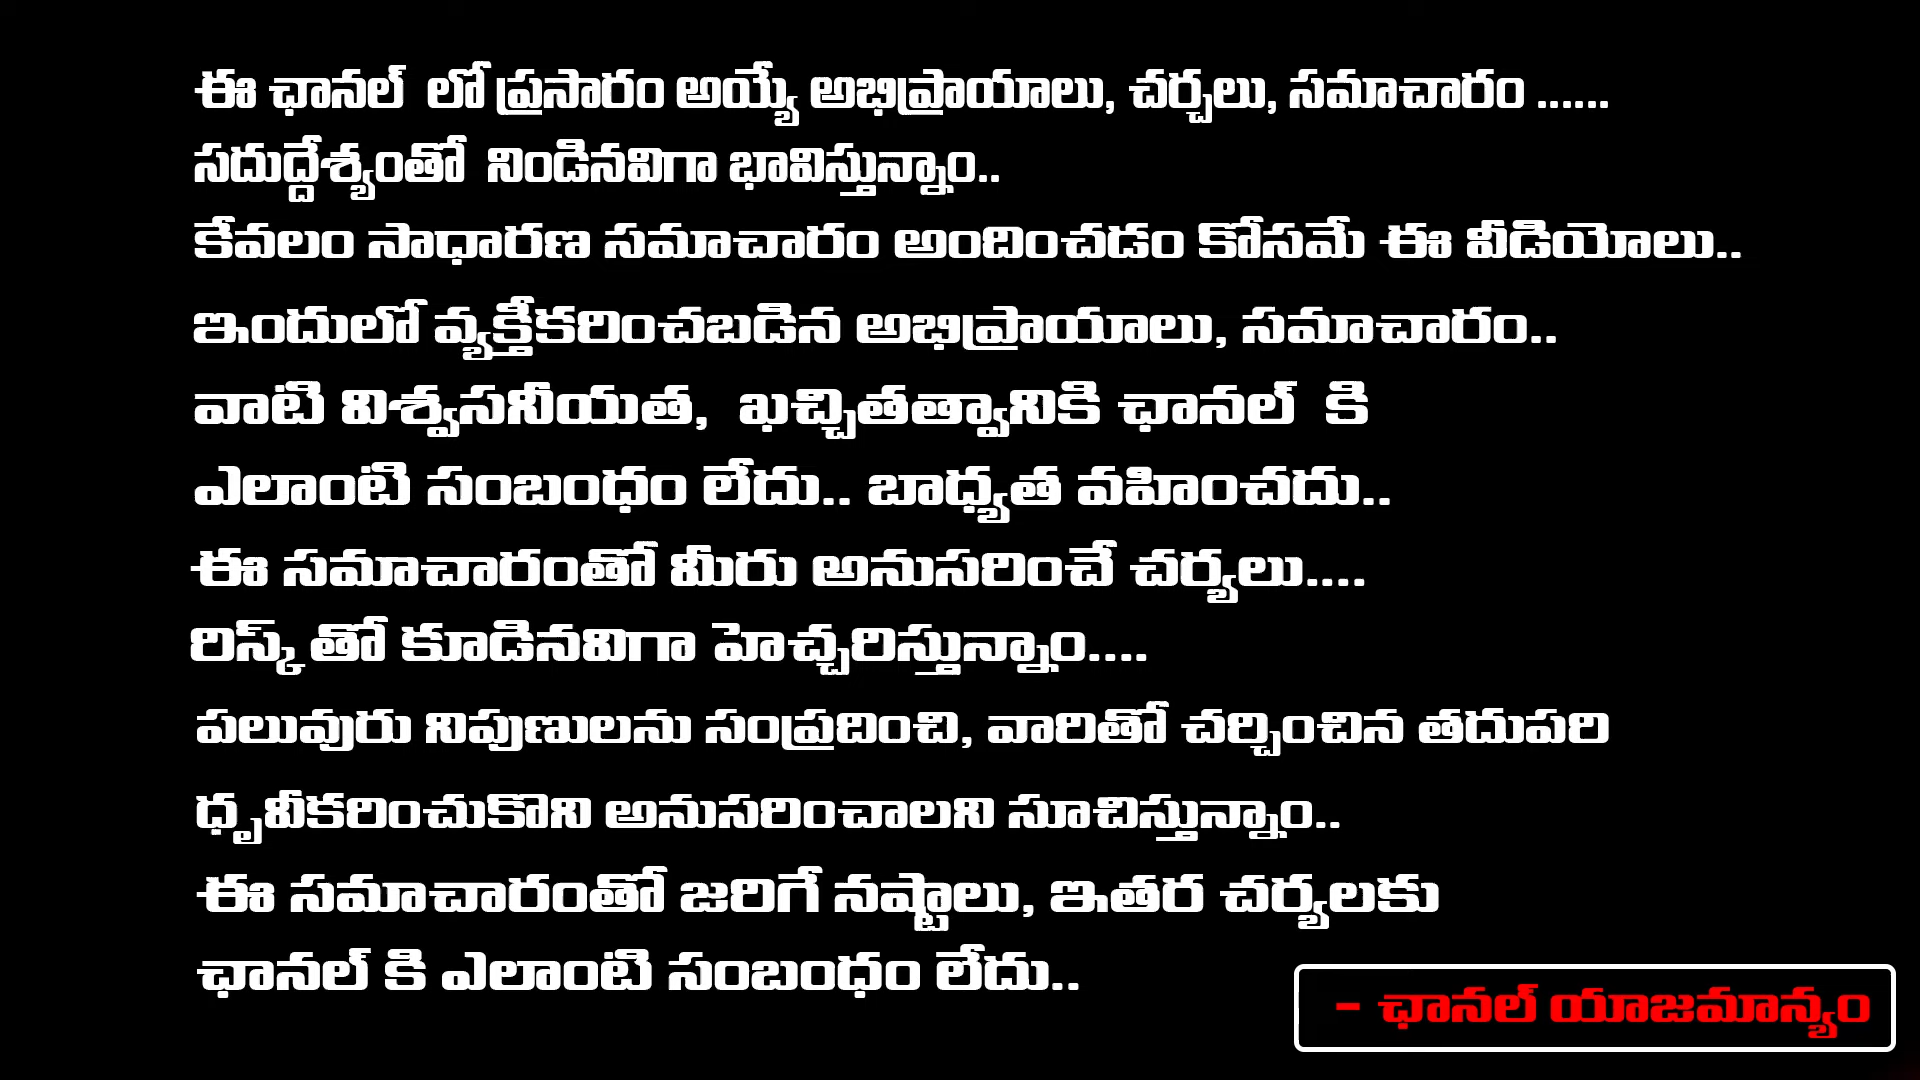 ఈ ఛానల్ లో ప్రసారం అయ్యే అభిప్రాయాలు, చర్చలు, సమాచారం ......
సదుద్దేశ్యంతో నిండినవిగా భావిస్తున్నాం..
కేవలం సాధారణ సమాచారం అందించడం కోసమే ఈ వీడియోలు..
ఇందులో వ్యక్తీకరించబడిన అభిప్రాయాలు, సమాచారం..
వాటి విశ్వసనీయత, ఖచ్చితత్వానికి ఛానల్ కి
ఎలాంటి సంబంధం లేదు.. బాధ్యత వహించదు..
ఈ సమాచారంతో మీరు అనుసరించే చర్యలు....
రిస్క్ తో కూడినవిగా హెచ్చరిస్తున్నాం....
పలువురు నిపుణులను సంప్రదించి, వారితో చర్చించిన తదుపరి
ధృవీకరించుకొని అనుసరించాలని సూచిస్తున్నాం..
ఈ సమాచారంతో జరిగే నష్టాలు, ఇతర చర్యలకు
ఛానల్ కి ఎలాంటి సంబంధం లేదు..
- ఛానల్ యాజమాన్యం